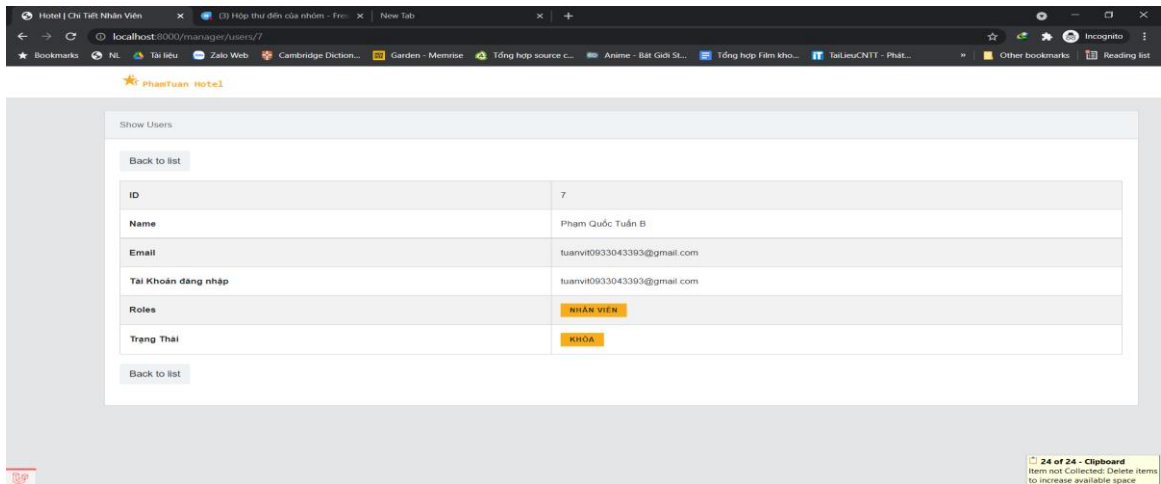 Hotel | Chi Tiết Nhân Viên (3) Hộp thư đến của nhóm - Fre New Tab
localhost:8000/manager/users/7 Incognito
Bookmarks NL Tài liệu Zalo Web Cambridge Diction... Garden - Memrise Tổng hợp source c... Anime - Bát Giới St... Tổng hợp Film kho... TaiLieuCNTT - Phát... » Other bookmarks Reading list
PhamTuan Hotel
Show Users
Back to list
ID 7
Name Phạm Quốc Tuấn B
Email tuanvit0933043393@gmail.com
Tài Khoản đăng nhập tuanvit0933043393@gmail.com
Roles NHÂN VIÊN
Trạng Thái KHÓA
Back to list
24 of 24 - Clipboard
Item not Collected: Delete items
to increase available space